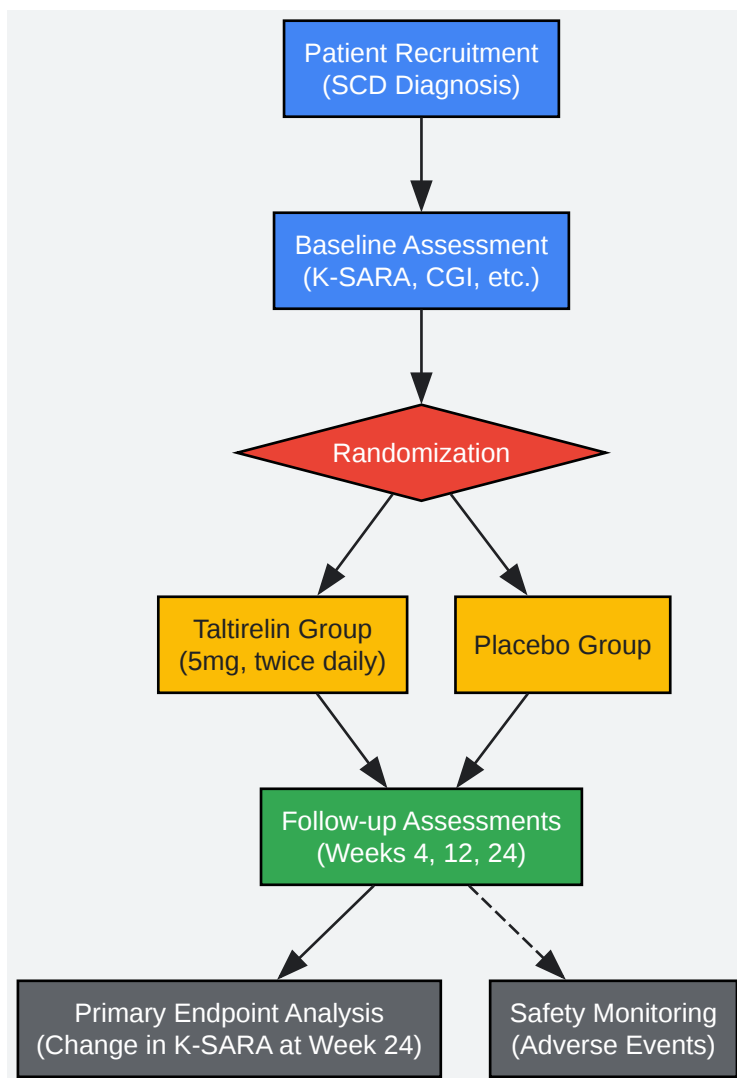 Patient Recruitment
(SCD Diagnosis)
Baseline Assessment
(K-SARA, CGI, etc.)
Randomization
Taltirelin Group
(5mg, twice daily)
Placebo Group
Follow-up Assessments
(Weeks 4, 12, 24)
Primary Endpoint Analysis
(Change in K-SARA at Week 24)
Safety Monitoring
(Adverse Events)